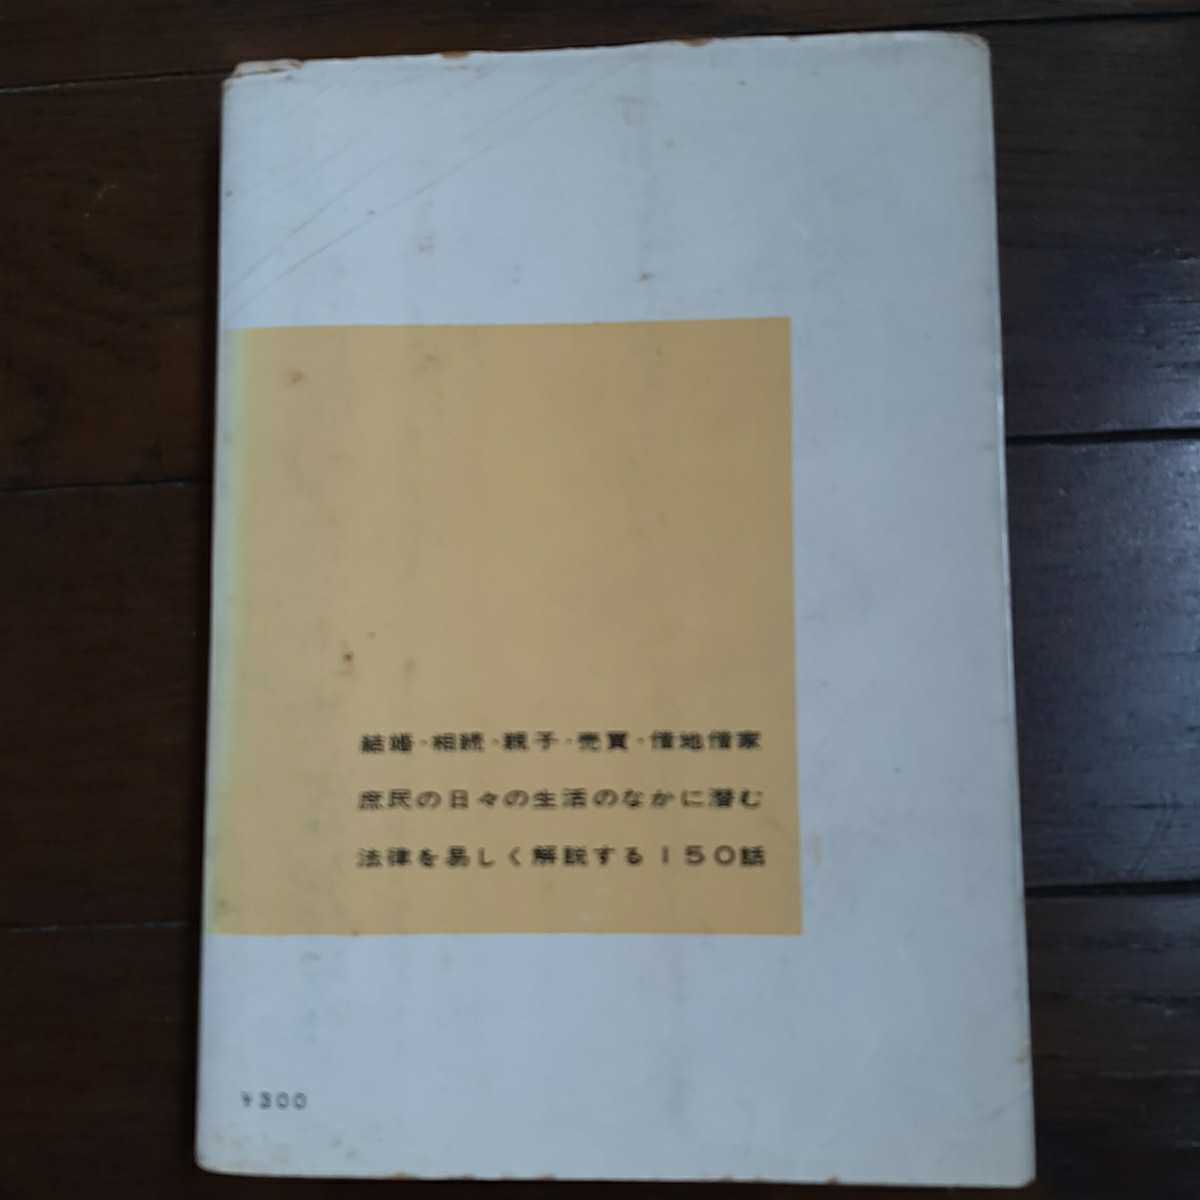 結婚・相続・親子・売買・借地借家
庶民の日々の生活のなかに潜む
法律を易しく解説する150話
¥300